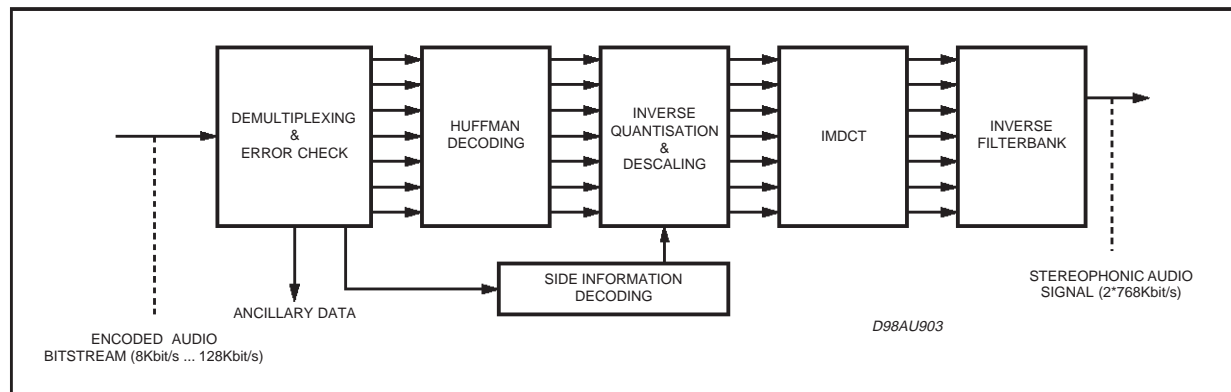 DEMULTIPLEXING
&
ERROR CHECK
HUFFMAN
DECODING
INVERSE
QUANTISATION
&
DESCALING
IMDCT
INVERSE
FILTERBANK
SIDE INFORMATION
DECODING
ANCILLARY DATA
ENCODED AUDIO
BITSTREAM (8Kbit/s ... 128Kbit/s)
STEREOPHONIC AUDIO
SIGNAL (2*768Kbit/s)
D98AU903